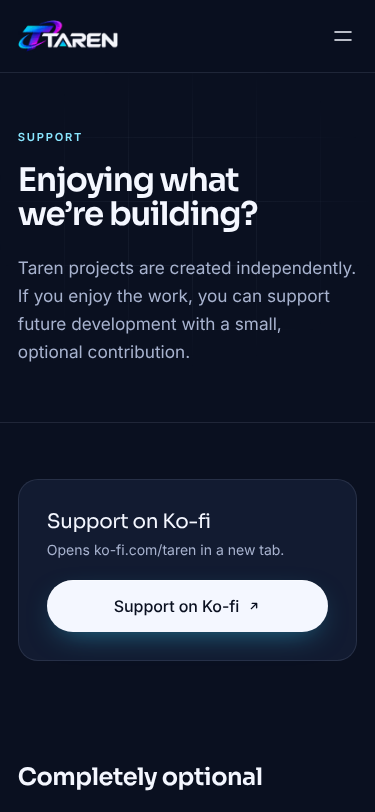 TAREN
SUPPORT
Enjoying what
we’re building?
Taren projects are created independently.
If you enjoy the work, you can support
future development with a small,
optional contribution.
Support on Ko-fi
Opens ko-fi.com/taren in a new tab.
Support on Ko-fi ↗
Completely optional